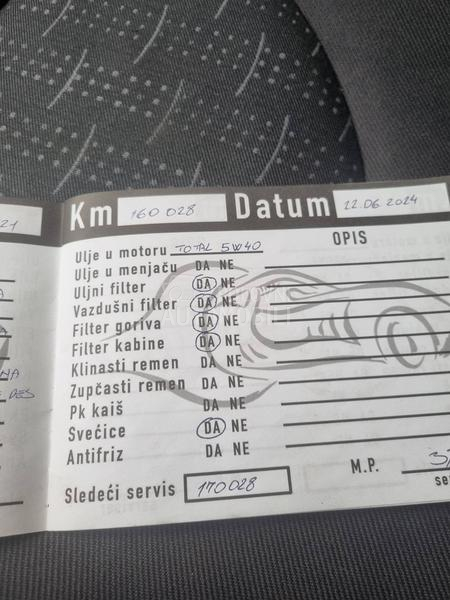 21
Km 160 028 Datum 22.06.2024
Ulje u motoru TOTAL 5W40 OPIS
Ulje u menjaču DA NE
Uljni filter DA NE
Vazdušni filter DA NE
Filter goriva DA NE
Filter kabine DA NE
Klinasti remen DA NE
Zupčasti remen DA NE
Pk kaiš DA NE
Svećice DA NE
Antifriz DA NE
Sledeći servis 170028 M.P.